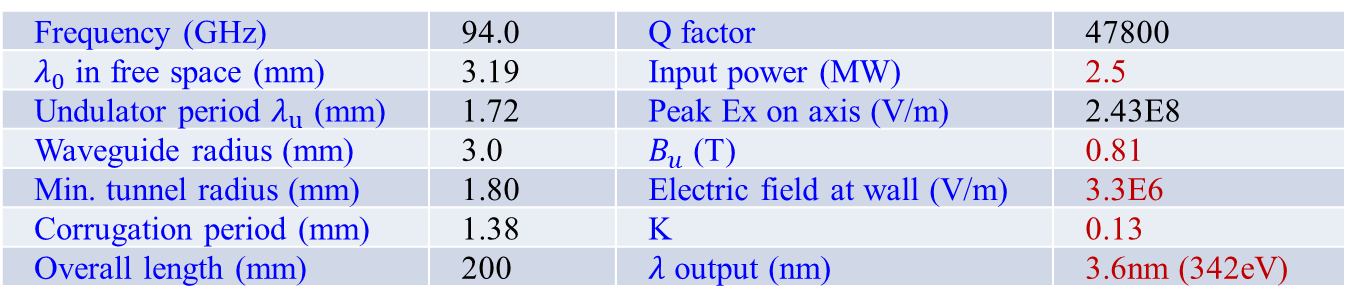 Frequency (GHz) 94.0 Q factor 47800
λ₀ in free space (mm) 3.19 Input power (MW) 2.5
Undulator period λᵤ (mm) 1.72 Peak Ex on axis (V/m) 2.43E8
Waveguide radius (mm) 3.0 Bᵤ (T) 0.81
Min. tunnel radius (mm) 1.80 Electric field at wall (V/m) 3.3E6
Corrugation period (mm) 1.38 K 0.13
Overall length (mm) 200 λ output (nm) 3.6nm (342eV)